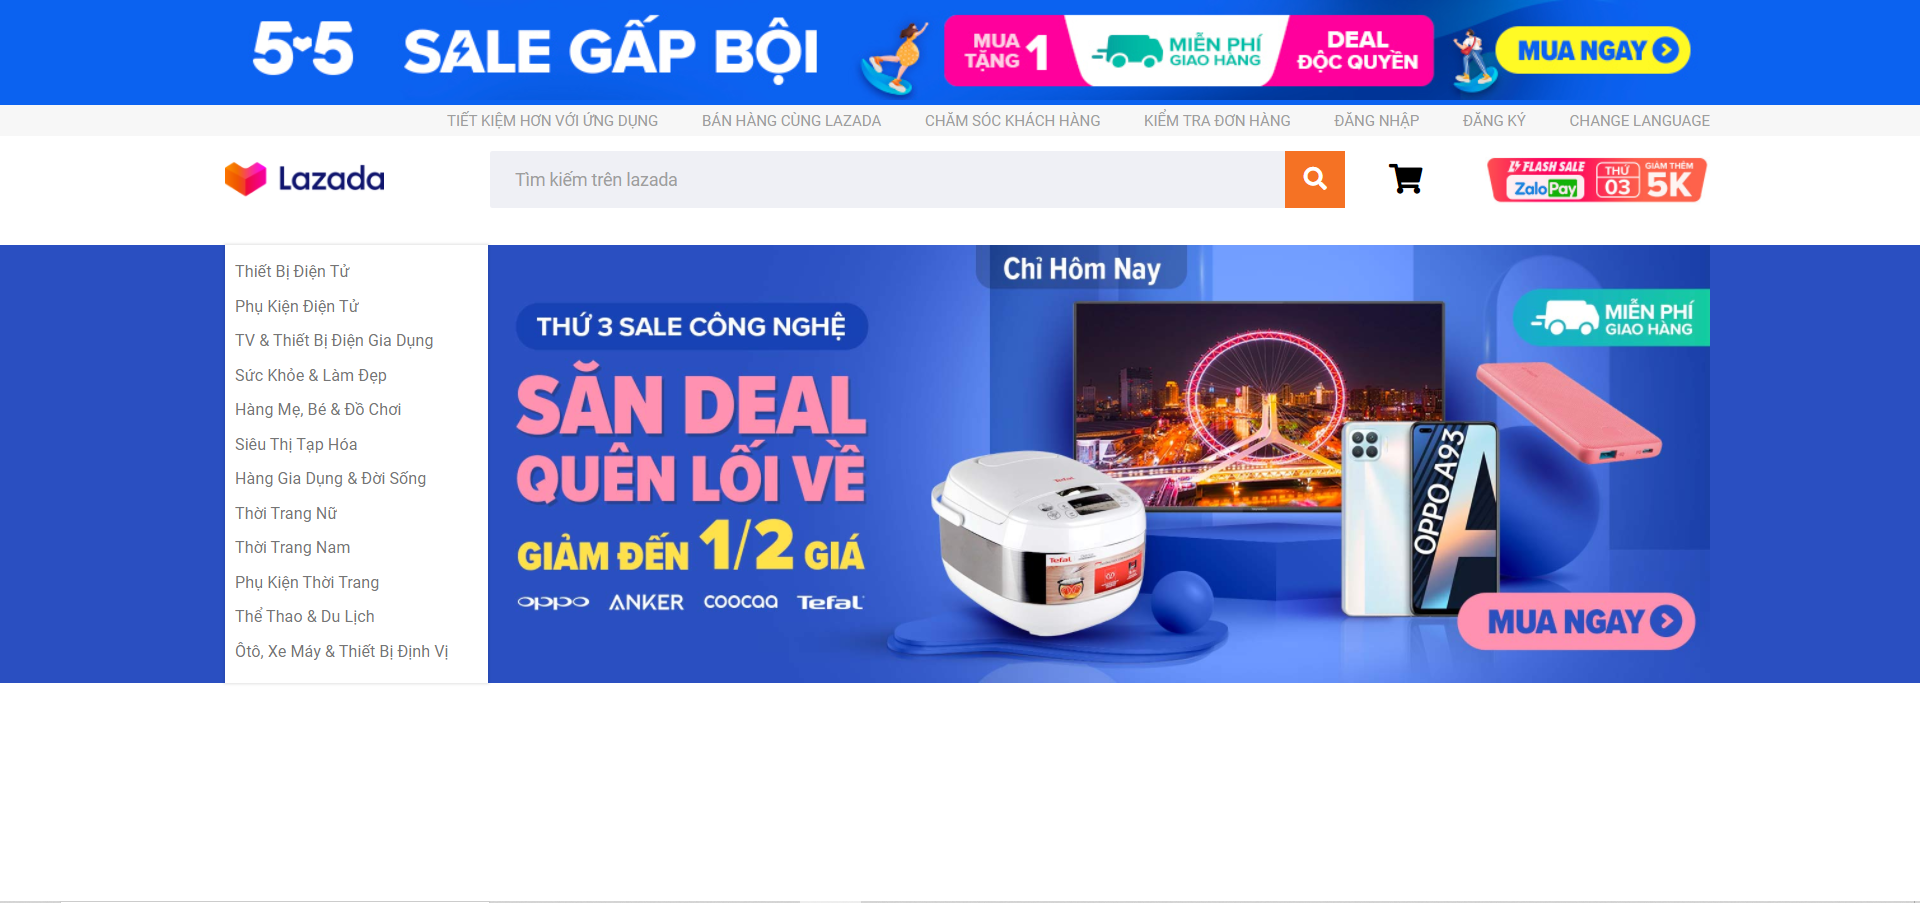 5 5 SALE GẤP BỘI
MUA TẶNG 1
MIỄN PHÍ
GIAO HÀNG
DEAL
ĐỘC QUYỀN
MUA NGAY
TIẾT KIỆM HƠN VỚI ỨNG DỤNG BÁN HÀNG CÙNG LAZADA CHĂM SÓC KHÁCH HÀNG KIỂM TRA ĐƠN HÀNG ĐĂNG NHẬP ĐĂNG KÝ CHANGE LANGUAGE
Lazada
Tìm kiếm trên lazada
FLASH SALE
ZaloPay
THỨ
03
GIẢM THÊM
5K
Thiết Bị Điện Tử
Phụ Kiện Điện Tử
TV & Thiết Bị Điện Gia Dụng
Sức Khỏe & Làm Đẹp
Hàng Mẹ, Bé & Đồ Chơi
Siêu Thị Tạp Hóa
Hàng Gia Dụng & Đời Sống
Thời Trang Nữ
Thời Trang Nam
Phụ Kiện Thời Trang
Thể Thao & Du Lịch
Ôtô, Xe Máy & Thiết Bị Định Vị
Chỉ Hôm Nay
THỨ 3 SALE CÔNG NGHỆ
SĂN DEAL
QUÊN LỐI VỀ
GIẢM ĐẾN 1/2 GIÁ
oppo ANKER coocaa Tefal
MIỄN PHÍ
GIAO HÀNG
Tefal
Tefal
OPPO A93
MUA NGAY